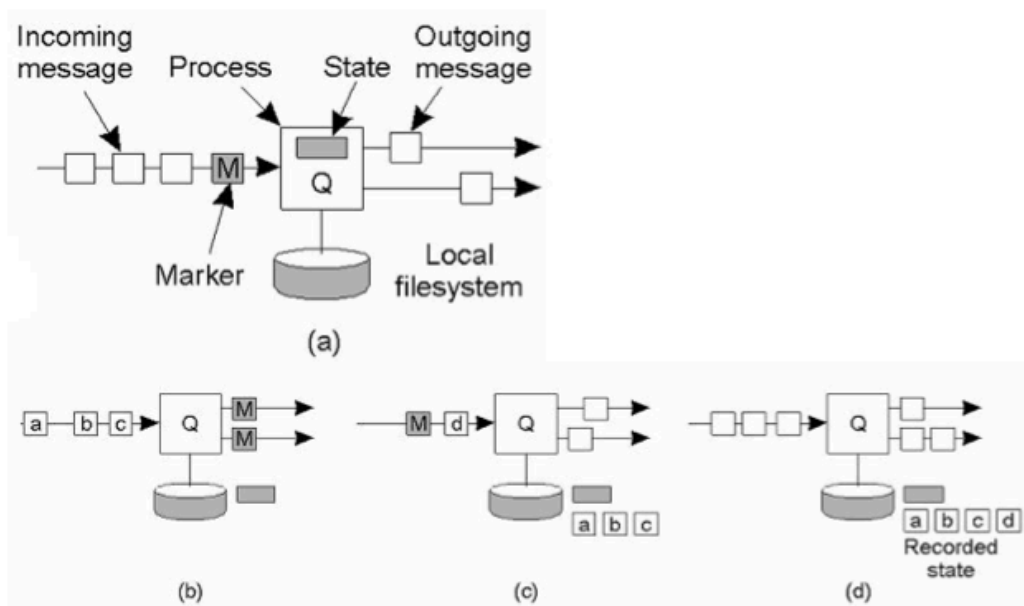 Incoming
message
Process
State
Outgoing
message
M
Q
Marker
Local
filesystem
(a)
a b c Q M
M
(b)
M d Q
a b c
(c)
Q
a b c d
Recorded
state
(d)